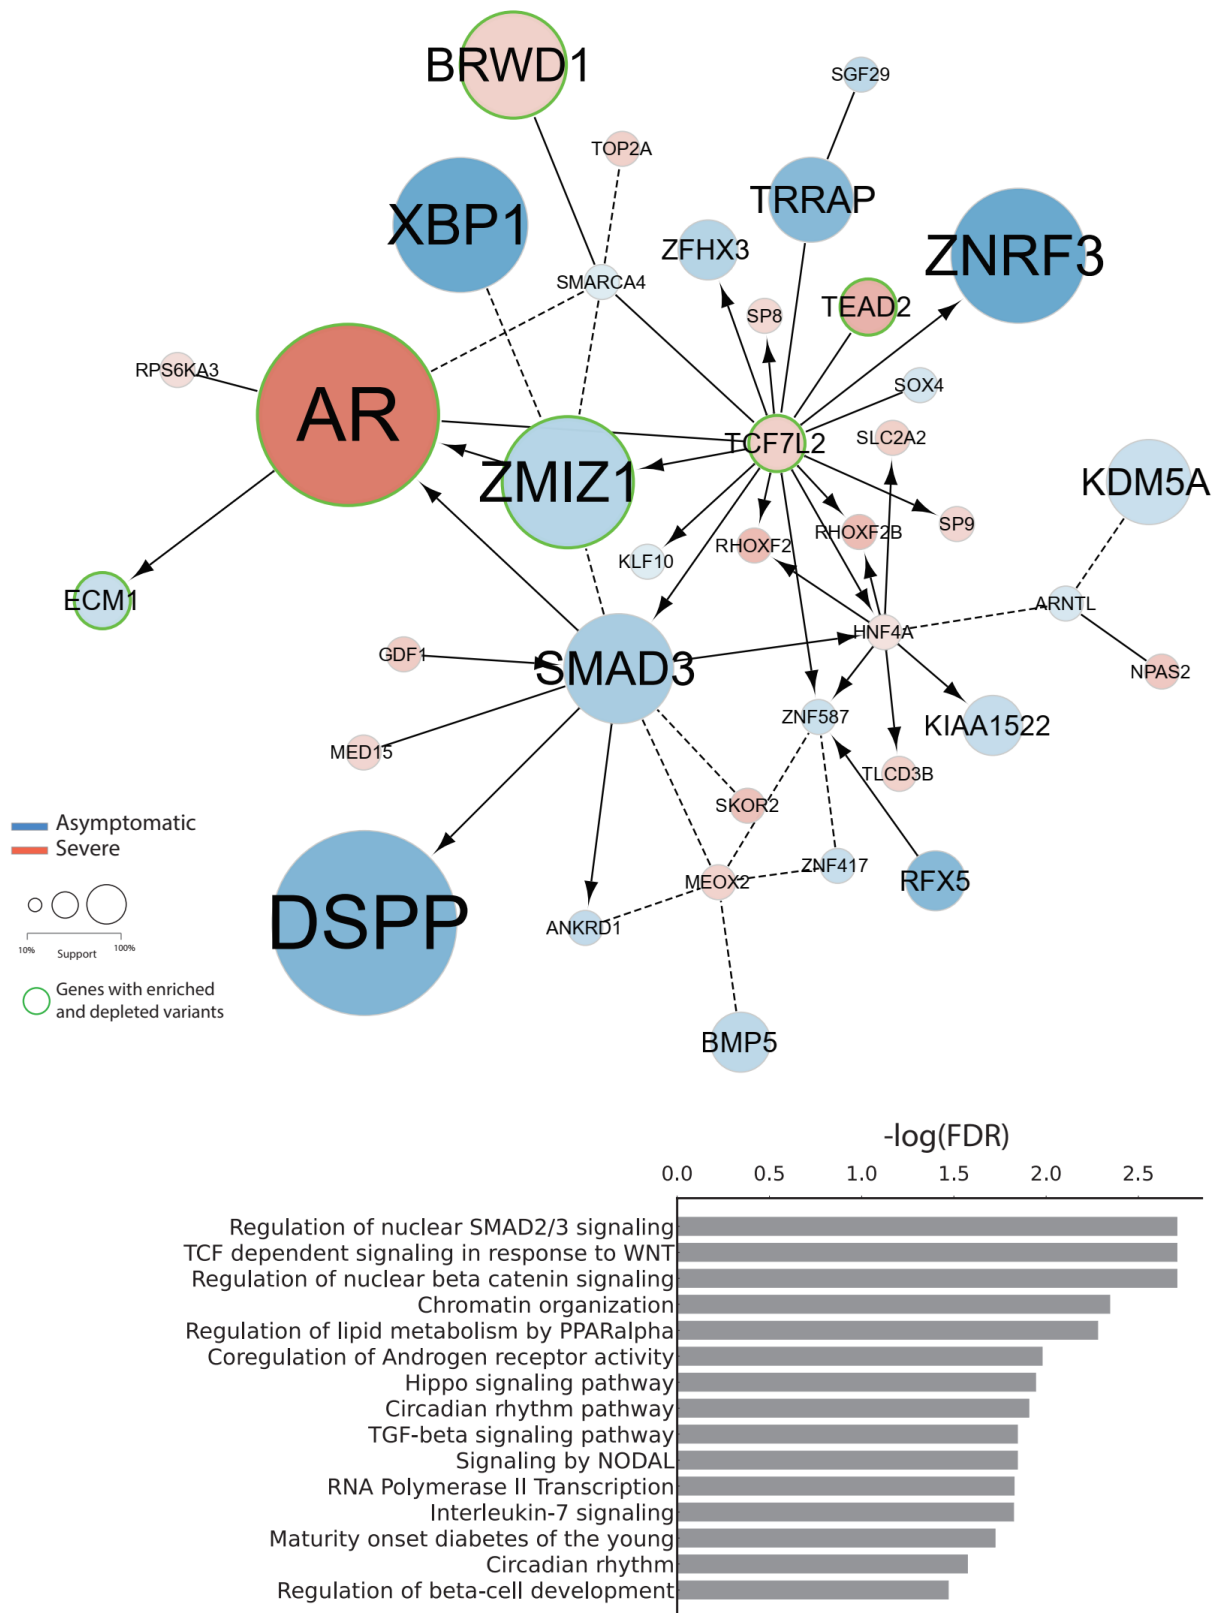 BRWD1
SGF29
TOP2A
TRRAP
XBP1
ZFHX3
ZNRF3
SMARCA4
TEAD2
SP8
RPS6KA3
SOX4
AR
TCF7L2
SLC2A2
ZMIZ1
KDM5A
SP9
RHOXF2B
RHOXF2
KLF10
ECM1
ARNTL
HNF4A
GDF1
SMAD3
NPAS2
ZNF587
KIAA1522
MED15
TLCD3B
SKOR2
Asymptomatic
Severe
ZNF417
MEOX2
RFX5
DSPP
ANKRD1
10%
Support
100%
Genes with enriched
and depleted variants
BMP5
-log(FDR)
0.0 0.5 1.0 1.5 2.0 2.5
Regulation of nuclear SMAD2/3 signaling
TCF dependent signaling in response to WNT
Regulation of nuclear beta catenin signaling
Chromatin organization
Regulation of lipid metabolism by PPARalpha
Coregulation of Androgen receptor activity
Hippo signaling pathway
Circadian rhythm pathway
TGF-beta signaling pathway
Signaling by NODAL
RNA Polymerase II Transcription
Interleukin-7 signaling
Maturity onset diabetes of the young
Circadian rhythm
Regulation of beta-cell development